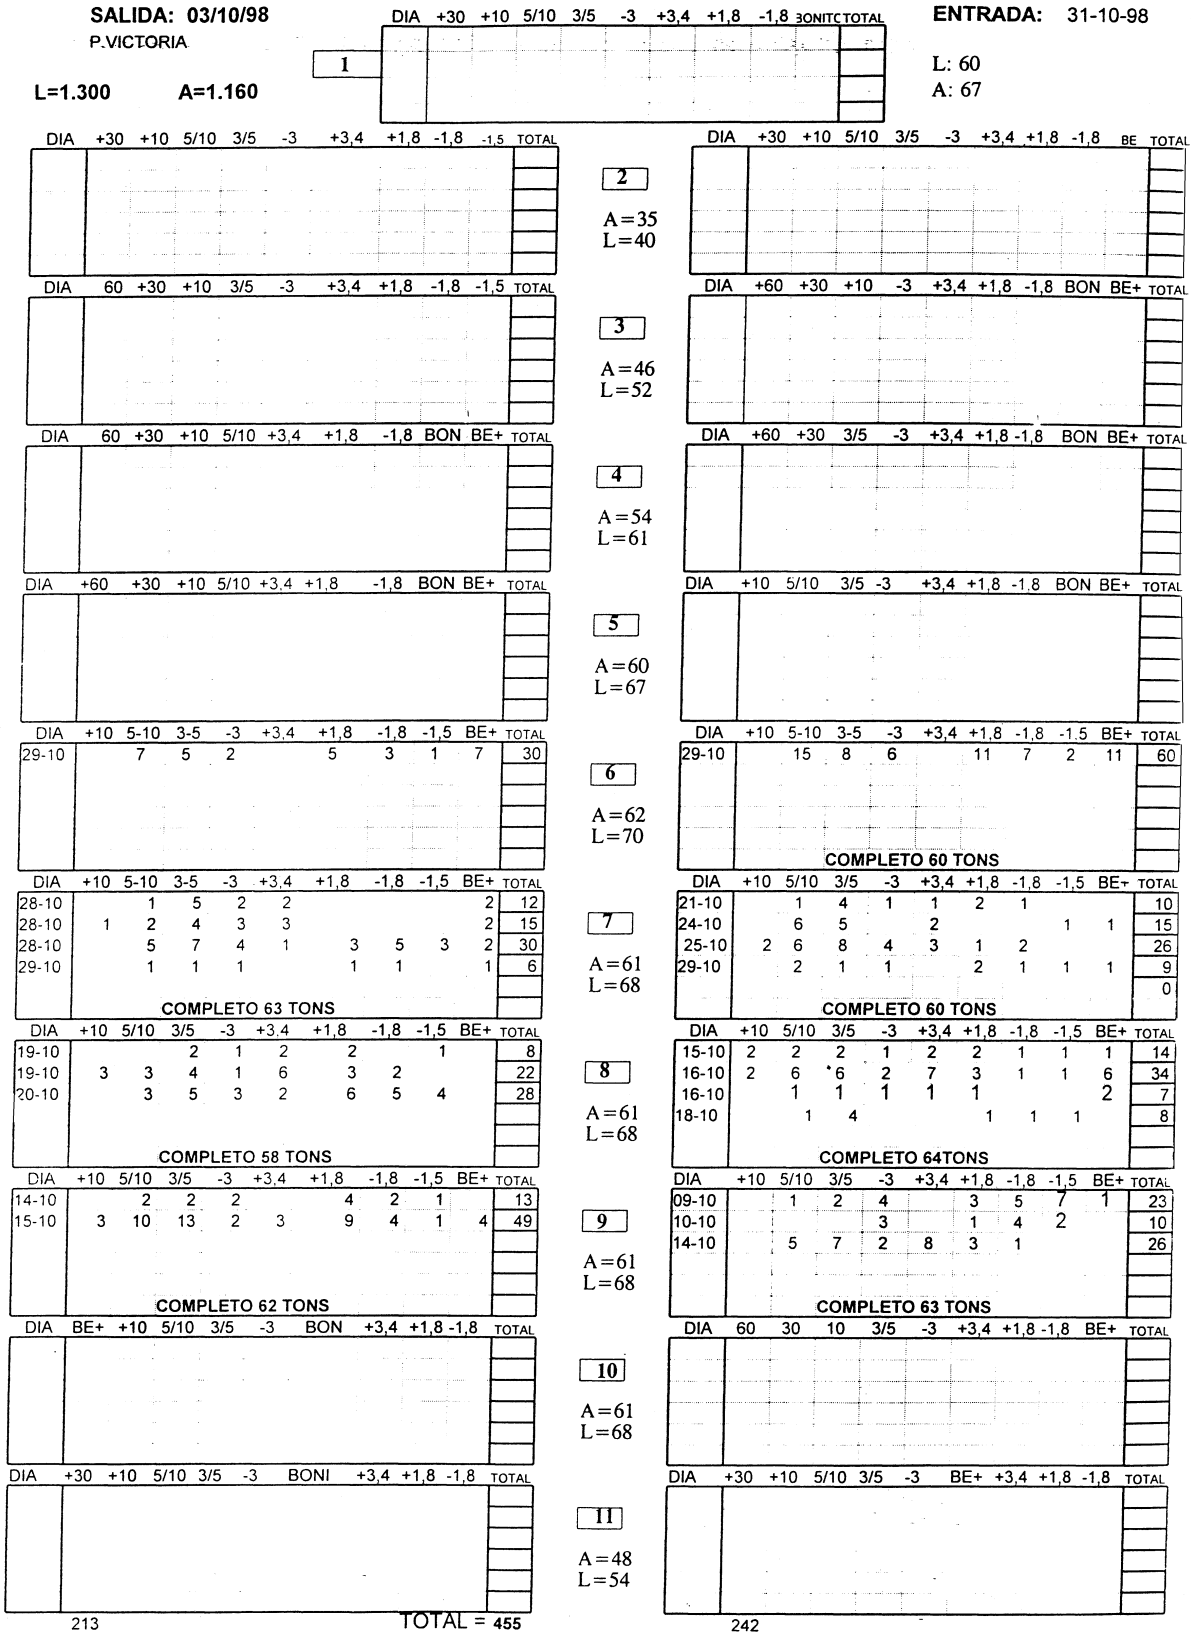 SALIDA: 03/10/98
P.VICTORIA
L=1.300 A=1.160
DIA +30 +10 5/10 3/5 -3 +3,4 +1,8 -1,8 BONITC TOTAL
1
ENTRADA: 31-10-98
L: 60
A: 67
DIA +30 +10 5/10 3/5 -3 +3,4 +1,8 -1,8 -1,5 TOTAL
2
A=35
L=40
DIA +30 +10 5/10 3/5 -3 +3,4 +1,8 -1,8 BE TOTAL
DIA 60 +30 +10 3/5 -3 +3,4 +1,8 -1,8 -1,5 TOTAL
3
A=46
L=52
DIA +60 +30 +10 -3 +3,4 +1,8 -1,8 BON BE+ TOTAL
DIA 60 +30 +10 5/10 +3,4 +1,8 -1,8 BON BE+ TOTAL
4
A=54
L=61
DIA +60 +30 3/5 -3 +3,4 +1,8 -1,8 BON BE+ TOTAL
DIA +60 +30 +10 5/10 +3,4 +1,8 -1,8 BON BE+ TOTAL
5
A=60
L=67
DIA +10 5/10 3/5 -3 +3,4 +1,8 -1,8 BON BE+ TOTAL
DIA +10 5-10 3-5 -3 +3,4 +1,8 -1,8 -1,5 BE+ TOTAL
29-10 7 5 2 5 3 1 7 30
6
A=62
L=70
DIA +10 5-10 3-5 -3 +3,4 +1,8 -1,8 -1,5 BE+ TOTAL
29-10 15 8 6 11 7 2 11 60
COMPLETO 60 TONS
DIA +10 5-10 3-5 -3 +3,4 +1,8 -1,8 -1,5 BE+ TOTAL
28-10 1 5 2 2 2 12
28-10 1 2 4 3 3 2 15
28-10 5 7 4 1 3 5 3 2 30
29-10 1 1 1 1 1 1 6
COMPLETO 63 TONS
7
A=61
L=68
DIA +10 5/10 3/5 -3 +3,4 +1,8 -1,8 -1,5 BE+ TOTAL
21-10 1 4 1 1 2 1 10
24-10 6 5 2 1 1 15
25-10 2 6 8 4 3 1 2 26
29-10 2 1 1 2 1 1 1 9
0
COMPLETO 60 TONS
DIA +10 5/10 3/5 -3 +3,4 +1,8 -1,8 -1,5 BE+ TOTAL
19-10 2 1 2 2 1 8
19-10 3 3 4 1 6 3 2 22
20-10 3 5 3 2 6 5 4 28
COMPLETO 58 TONS
8
A=61
L=68
DIA +10 5/10 3/5 -3 +3,4 +1,8 -1,8 -1,5 BE+ TOTAL
15-10 2 2 2 1 2 2 1 1 1 14
16-10 2 6 6 2 7 3 1 1 6 34
16-10 1 1 1 1 1 2 7
18-10 1 4 1 1 1 8
COMPLETO 64TONS
DIA +10 5/10 3/5 -3 +3,4 +1,8 -1,8 -1,5 BE+ TOTAL
14-10 2 2 2 4 2 1 13
15-10 3 10 13 2 3 9 4 1 4 49
COMPLETO 62 TONS
9
A=61
L=68
DIA +10 5/10 3/5 -3 +3,4 +1,8 -1,8 -1,5 BE+ TOTAL
09-10 1 2 4 3 5 7 1 23
10-10 3 1 4 2 10
14-10 5 7 2 8 3 1 26
COMPLETO 63 TONS
DIA BE+ +10 5/10 3/5 -3 BON +3,4 +1,8 -1,8 TOTAL
10
A=61
L=68
DIA 60 30 10 3/5 -3 +3,4 +1,8 -1,8 BE+ TOTAL
DIA +30 +10 5/10 3/5 -3 BONI +3,4 +1,8 -1,8 TOTAL
11
A=48
L=54
DIA +30 +10 5/10 3/5 -3 BE+ +3,4 +1,8 -1,8 TOTAL
213 TOTAL = 455 242